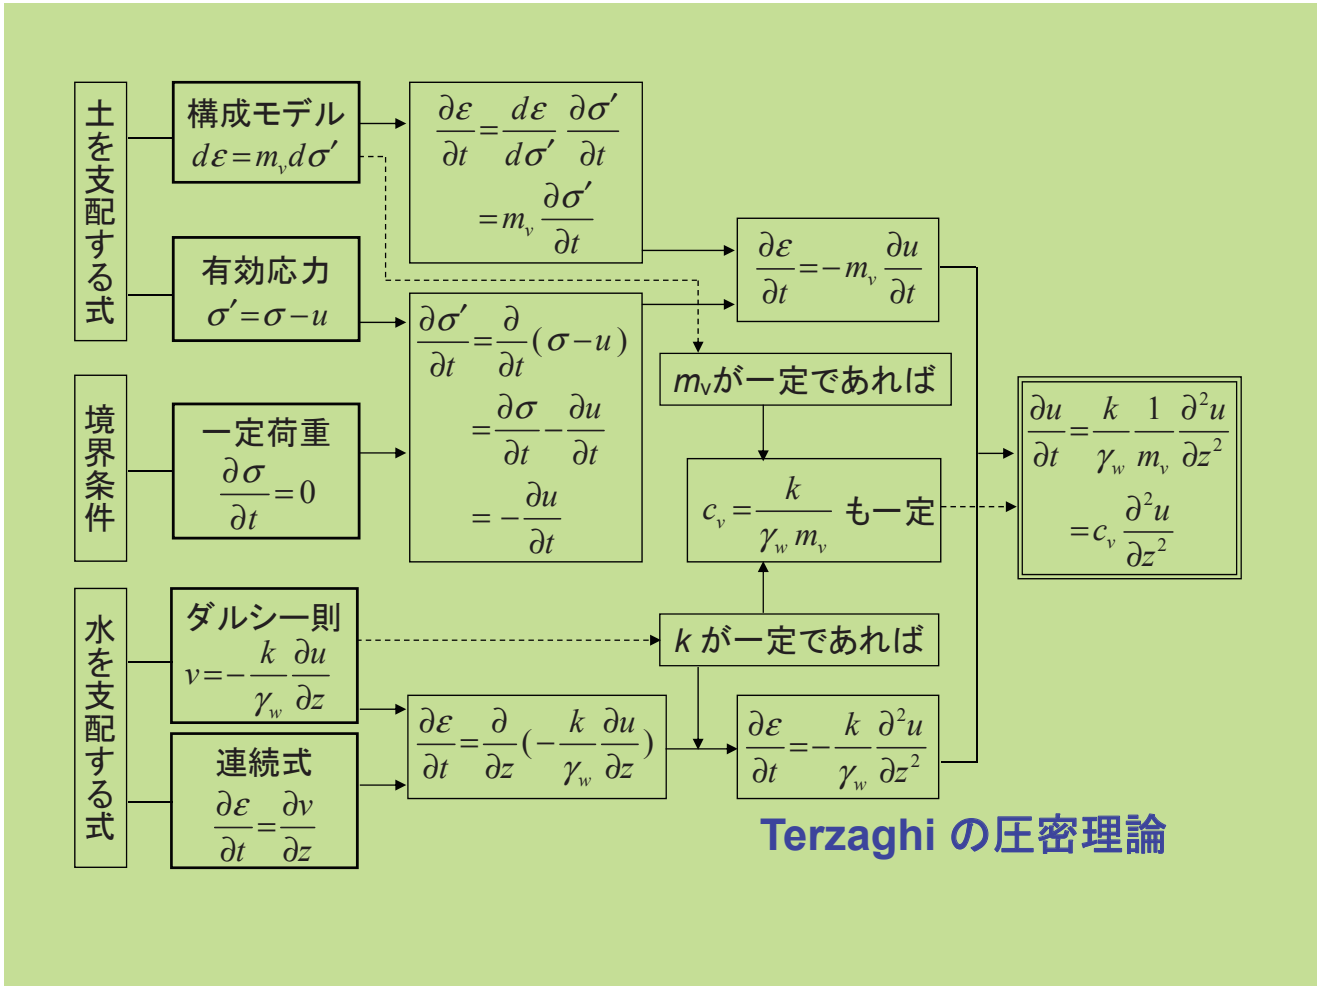 土を支配する式
構成モデル
dε = m_v dσ′
有効応力
σ′ = σ − u
境界条件
一定荷重
∂σ/∂t = 0
水を支配する式
ダルシー則
v = − k/γ_w ∂u/∂z
連続式
∂ε/∂t = ∂v/∂z
∂ε/∂t = dε/dσ′ ∂σ′/∂t
= m_v ∂σ′/∂t
∂σ′/∂t = ∂/∂t (σ − u)
= ∂σ/∂t − ∂u/∂t
= − ∂u/∂t
∂ε/∂t = ∂/∂z (− k/γ_w ∂u/∂z)
∂ε/∂t = − m_v ∂u/∂t
m_vが一定であれば
c_v = k/(γ_w m_v) も一定
k が一定であれば
∂ε/∂t = − k/γ_w ∂²u/∂z²
∂u/∂t = k/γ_w 1/m_v ∂²u/∂z²
= c_v ∂²u/∂z²
Terzaghi の圧密理論